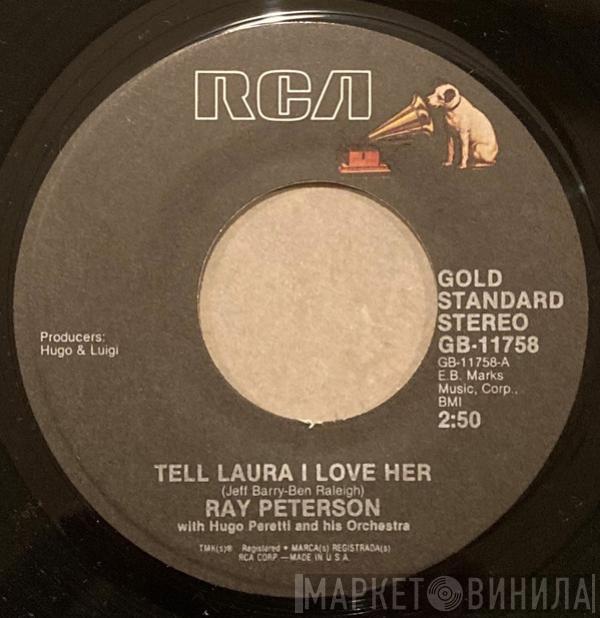 RCA
GOLD
STANDARD
STEREO
GB-11758
GB-11758-A
E.B. Marks
Music, Corp.,
BMI
2:50
Producers:
Hugo & Luigi
TELL LAURA I LOVE HER
(Jeff Barry-Ben Raleigh)
RAY PETERSON
with Hugo Peretti and his Orchestra
TMK(s)® Registered • MARCA(s) REGISTRADA(s)
RCA CORP.—MADE IN U.S.A.
МАРКЕТ ВИНИЛА